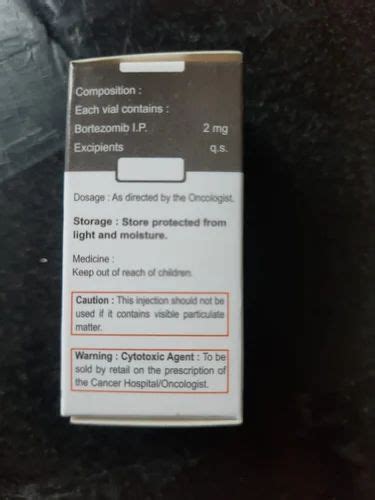 Composition :
Each vial contains :
Bortezomib I.P. 2 mg
Excipients q.s.
Dosage : As directed by the Oncologist.
Storage : Store protected from
light and moisture.
Medicine :
Keep out of reach of children.
Caution : This injection should not be
used if it contains visible particulate
matter.
Warning : Cytotoxic Agent : To be
sold by retail on the prescription of
the Cancer Hospital/Oncologist.